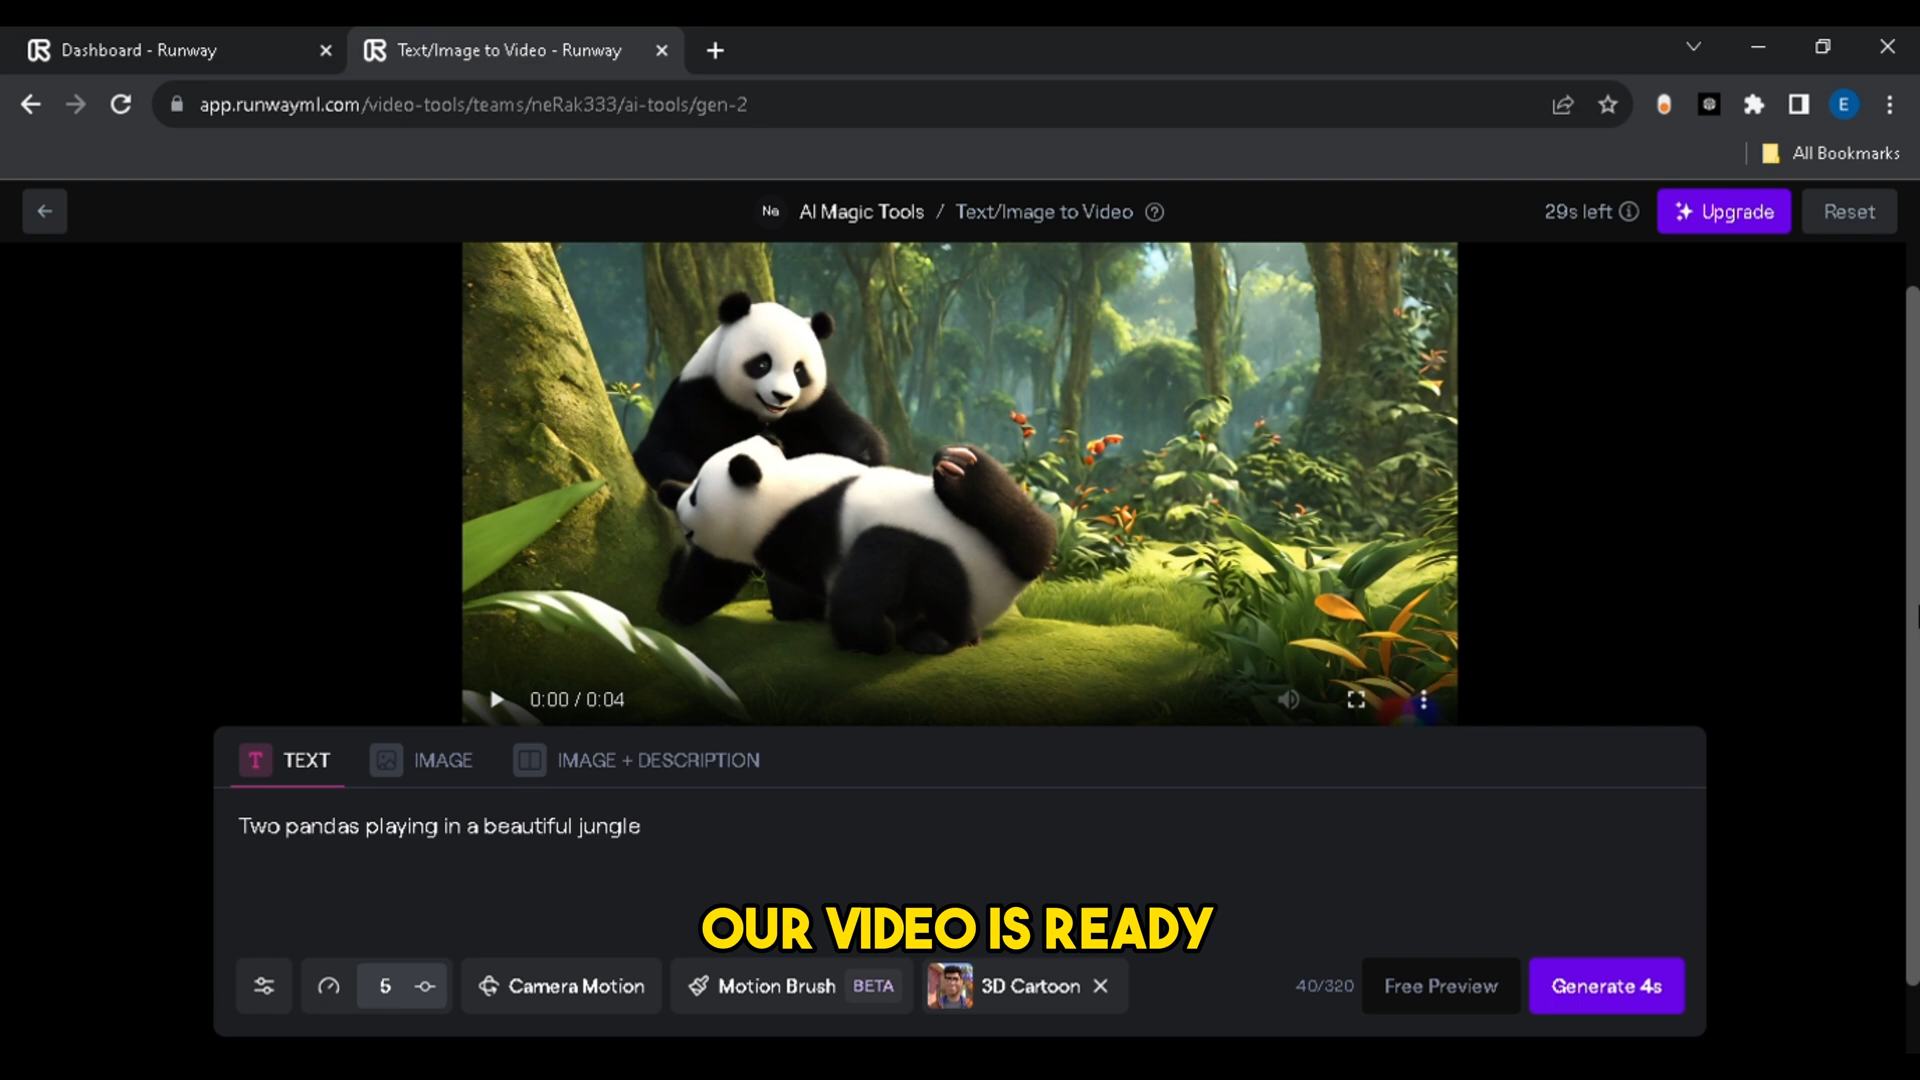 Dashboard - Runway
Text/Image to Video - Runway
app.runwayml.com/video-tools/teams/neRak333/ai-tools/gen-2
E
All Bookmarks
Ne AI Magic Tools / Text/Image to Video
29s left
Upgrade
Reset
0:00 / 0:04
T TEXT
IMAGE
IMAGE + DESCRIPTION
Two pandas playing in a beautiful jungle
OUR VIDEO IS READY
5
Camera Motion
Motion Brush BETA
3D Cartoon
40/320
Free Preview
Generate 4s